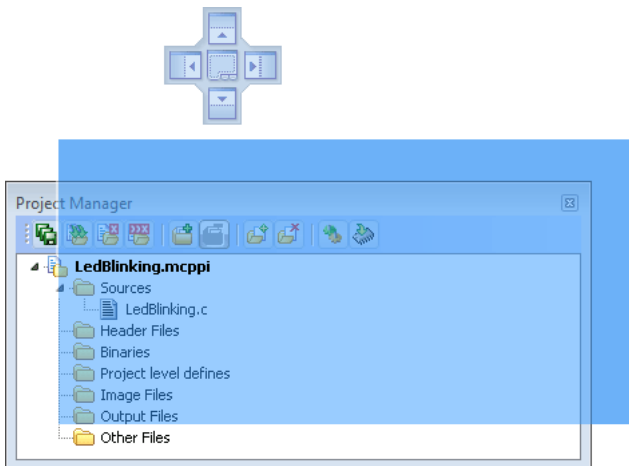 Project Manager
LedBlinking.mcppi
Sources
LedBlinking.c
Header Files
Binaries
Project level defines
Image Files
Output Files
Other Files